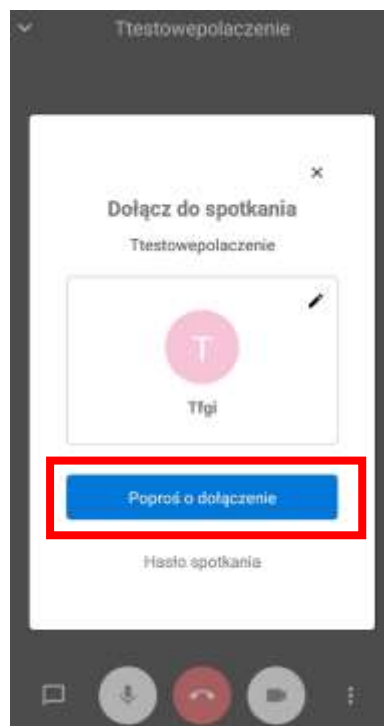 Ttestowepolaczenie
Dołącz do spotkania
Ttestowepolaczenie
T
Tfgi
Poproś o dołączenie
Hasło spotkania